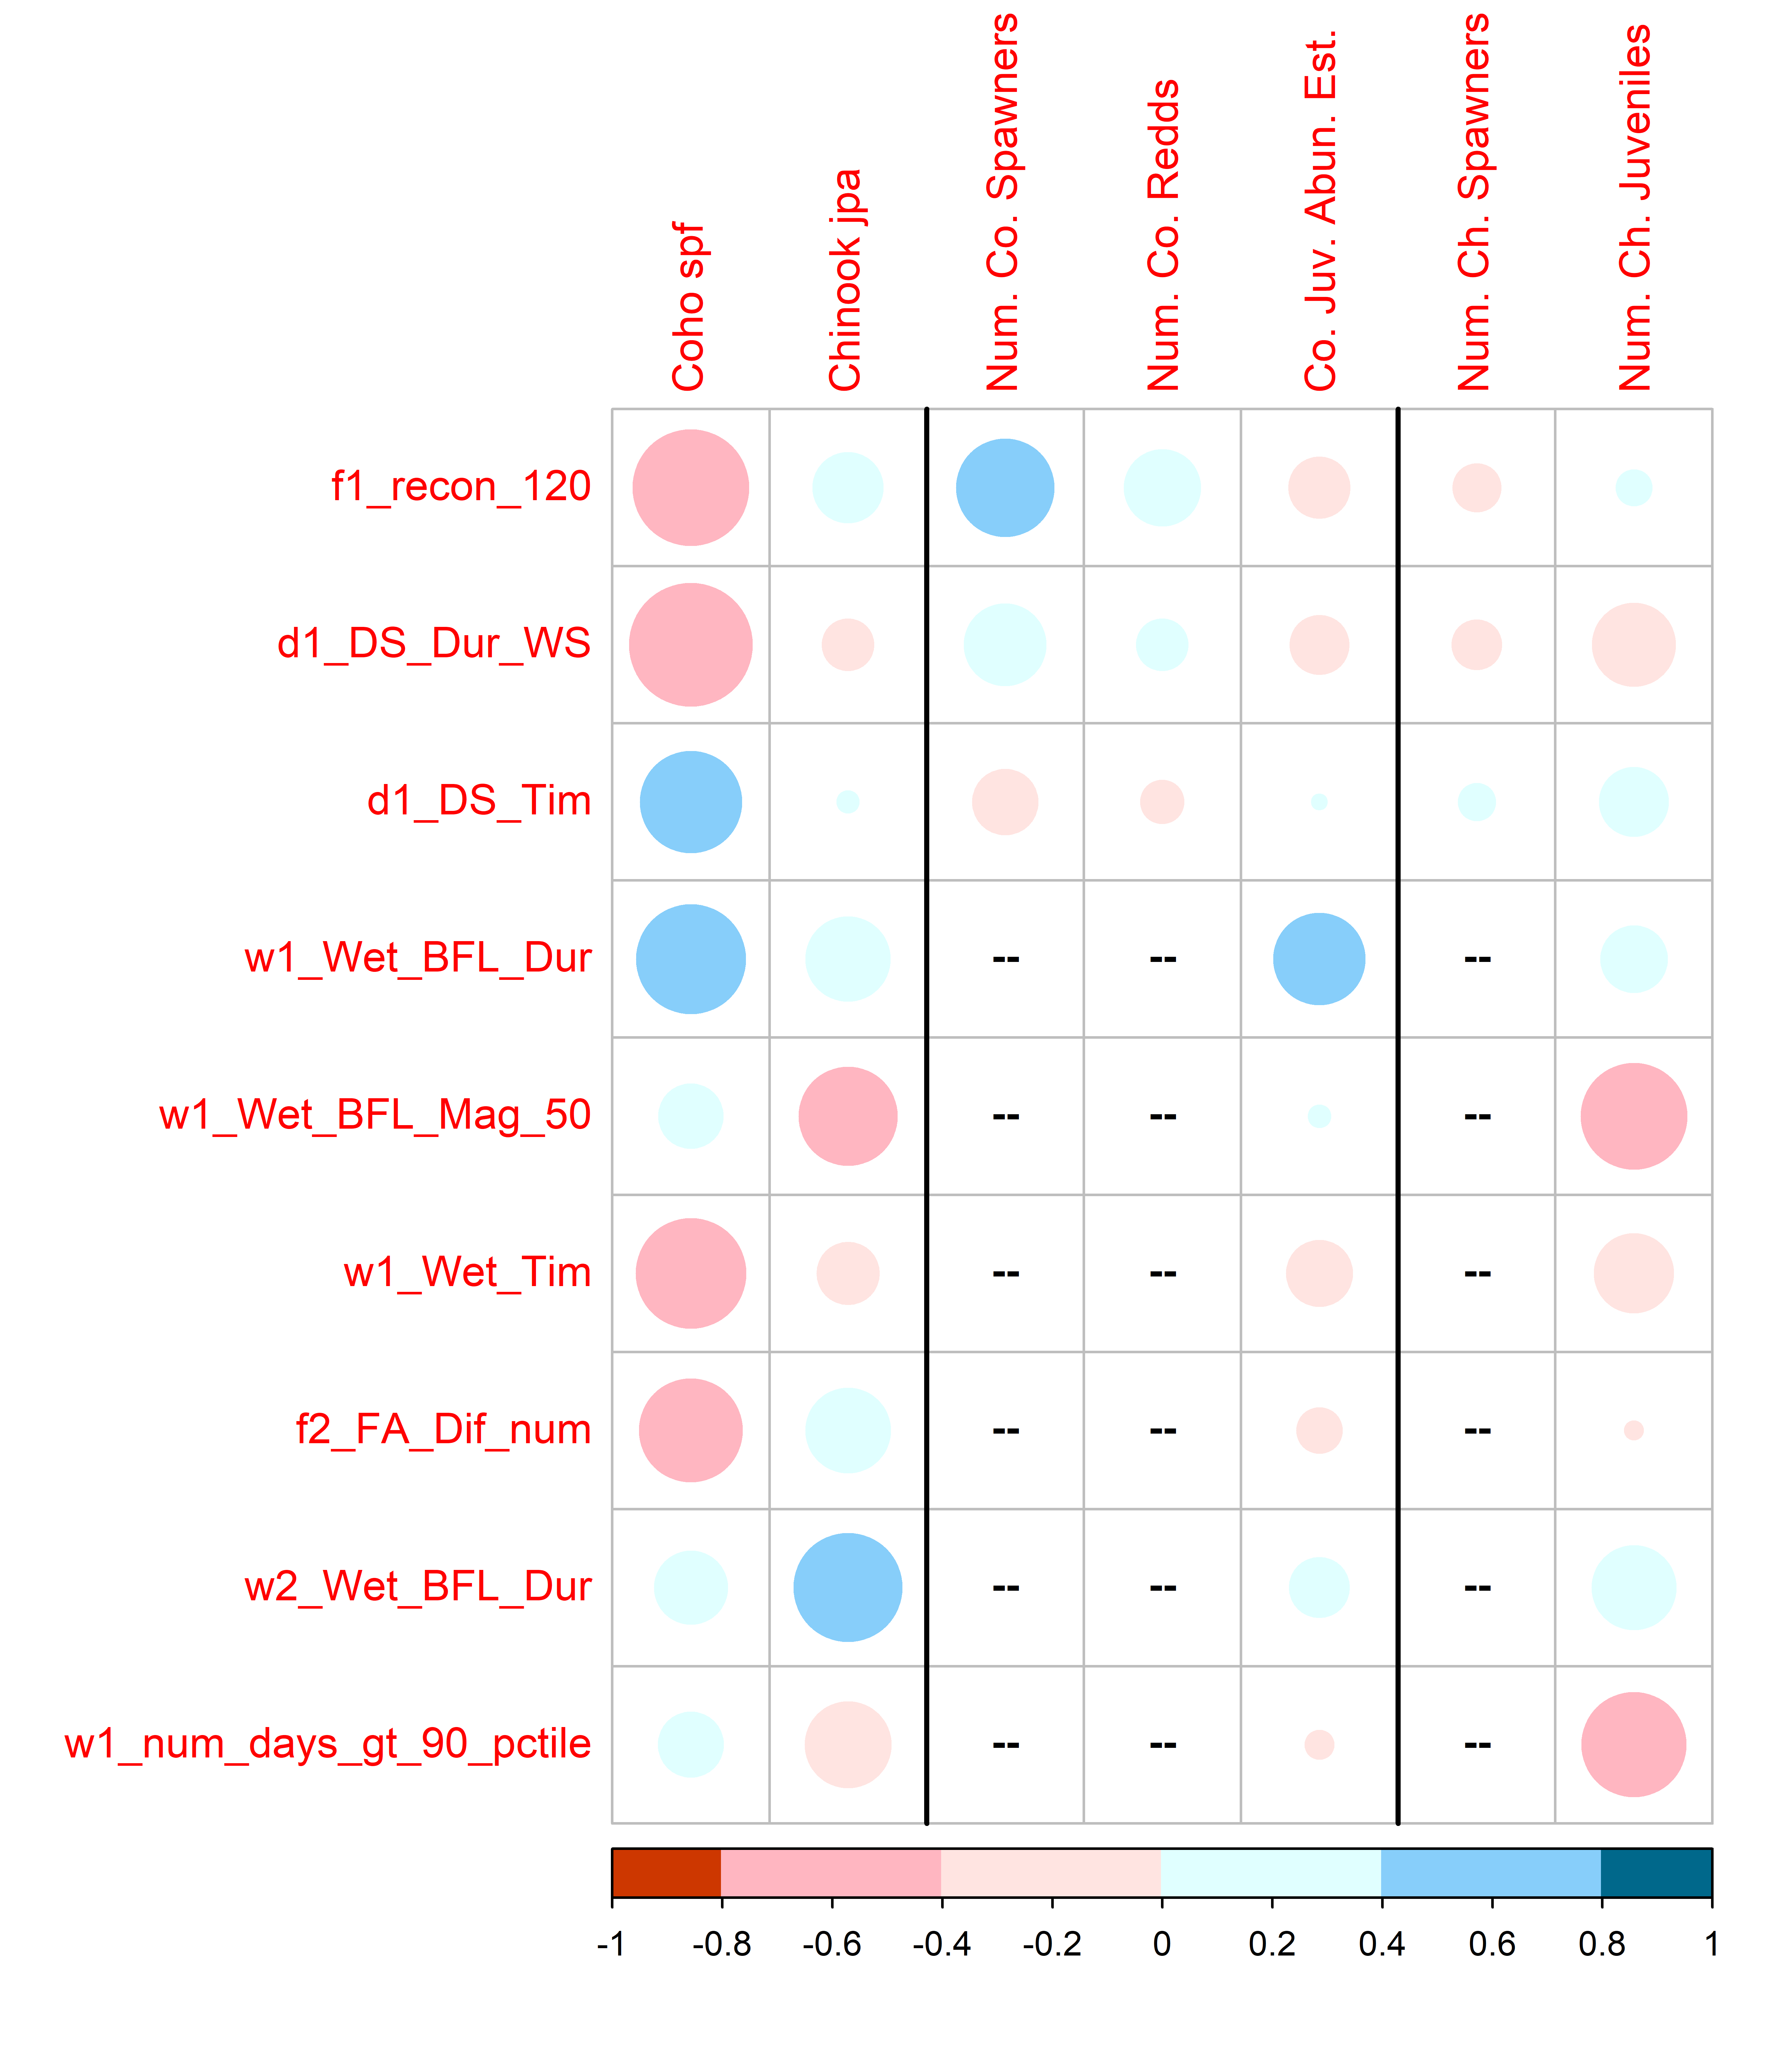 Coho spf
Chinook jpa
Num. Co. Spawners
Num. Co. Redds
Co. Juv. Abun. Est.
Num. Ch. Spawners
Num. Ch. Juveniles
f1_recon_120
d1_DS_Dur_WS
d1_DS_Tim
w1_Wet_BFL_Dur
-- -- --
w1_Wet_BFL_Mag_50
-- -- --
w1_Wet_Tim
-- -- --
f2_FA_Dif_num
-- -- --
w2_Wet_BFL_Dur
-- -- --
w1_num_days_gt_90_pctile
-- -- --
-1 -0.8 -0.6 -0.4 -0.2 0 0.2 0.4 0.6 0.8 1